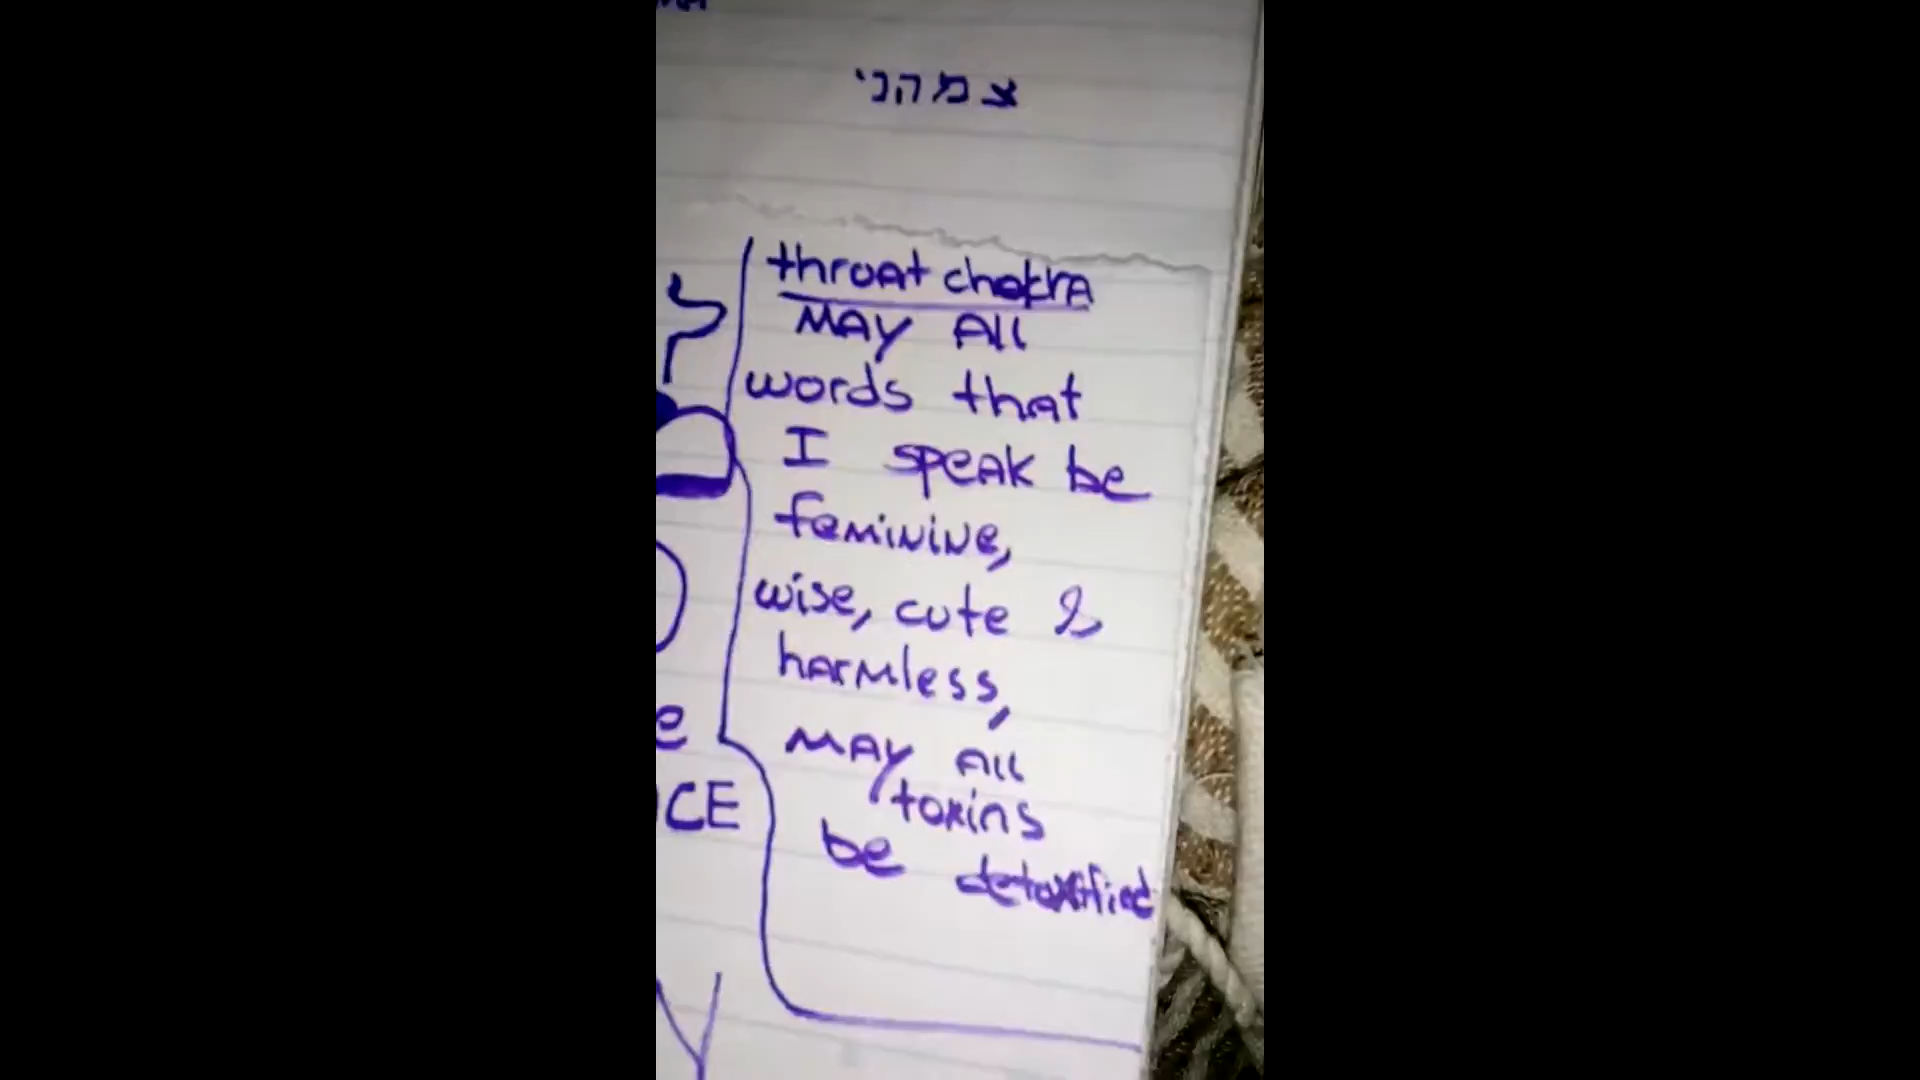 צמהני
throat chakra
MAY All
words that
I speak be
feminine,
wise, cute &
harmless,
MAY All
toxins
be detoxified
e
CE
Y